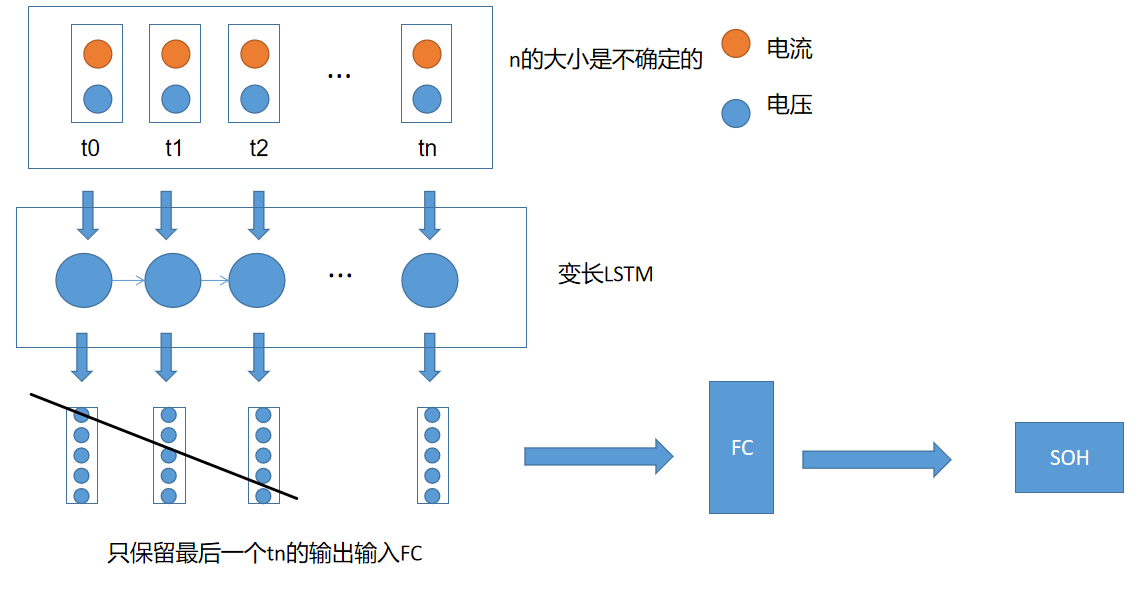 n的大小是不确定的
电流
电压
...
t0 t1 t2 tn
...
变长LSTM
FC
SOH
只保留最后一个tn的输出输入FC